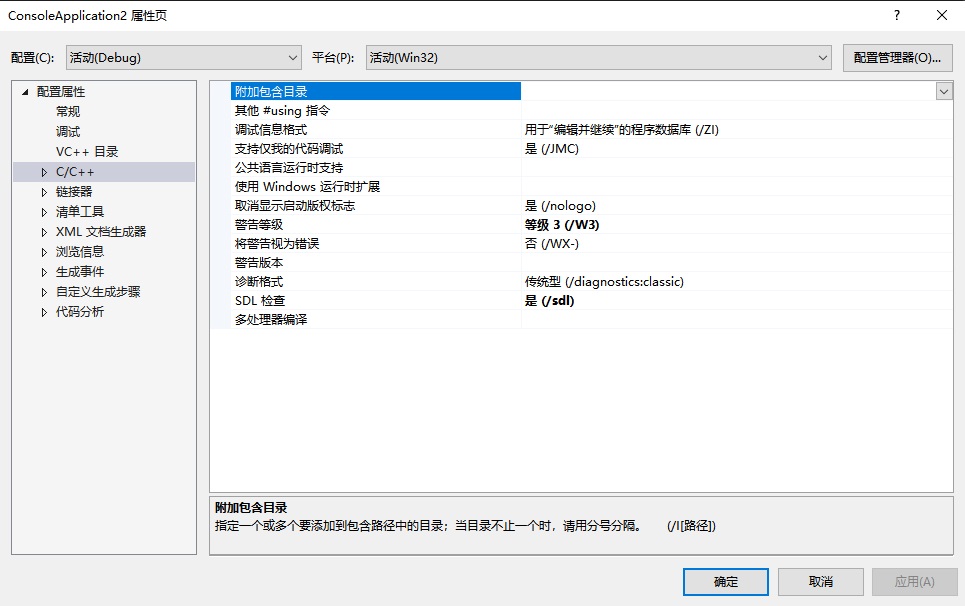 ConsoleApplication2 属性页
配置(C): 活动(Debug) 平台(P): 活动(Win32) 配置管理器(O)...
配置属性
常规
调试
VC++ 目录
C/C++
链接器
清单工具
XML 文档生成器
浏览信息
生成事件
自定义生成步骤
代码分析
附加包含目录
其他 #using 指令
调试信息格式 用于“编辑并继续”的程序数据库 (/ZI)
支持仅我的代码调试 是 (/JMC)
公共语言运行时支持
使用 Windows 运行时扩展
取消显示启动版权标志 是 (/nologo)
警告等级 等级 3 (/W3)
将警告视为错误 否 (/WX-)
警告版本
诊断格式 传统型 (/diagnostics:classic)
SDL 检查 是 (/sdl)
多处理器编译
附加包含目录
指定一个或多个要添加到包含路径中的目录；当目录不止一个时，请用分号分隔。 (/I[路径])
确定 取消 应用(A)